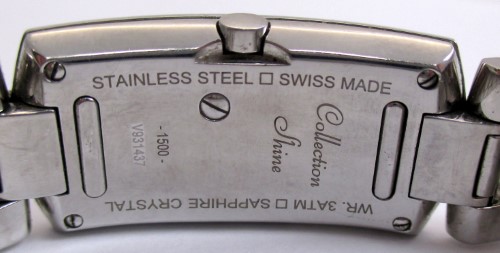 STAINLESS STEEL □ SWISS MADE
Collection
Shine
-1500-
V931437
WR. 3ATM □ SAPPHIRE CRYSTAL